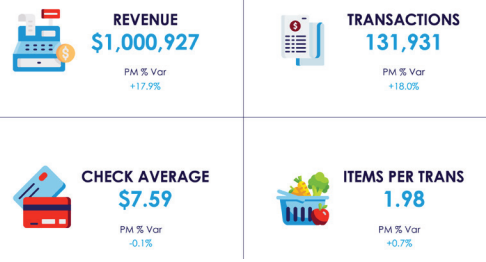 REVENUE
$1,000,927
PM % Var
+17.9%
TRANSACTIONS
131,931
PM % Var
+18.0%
CHECK AVERAGE
$7.59
PM % Var
-0.1%
ITEMS PER TRANS
1.98
PM % Var
+0.7%